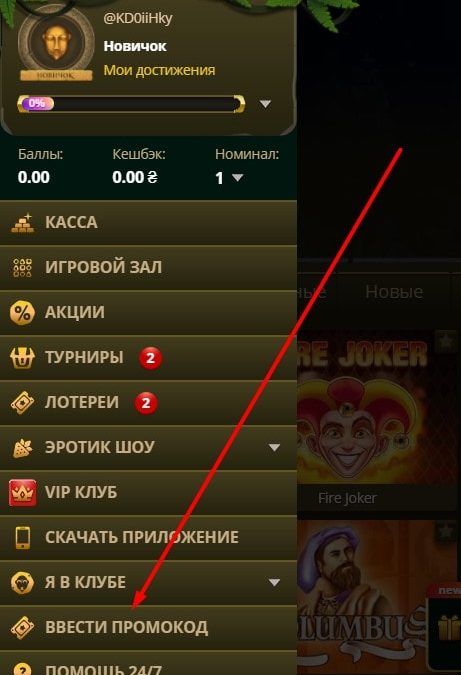 @KD0iiHky
Новичок
Мои достижения
НОВИЧОК
0%
Баллы: Кешбэк: Номинал:
0.00 0.00 ₴ 1
КАССА
ИГРОВОЙ ЗАЛ
АКЦИИ
ТУРНИРЫ 2
ЛОТЕРЕИ 2
ЭРОТИК ШОУ
VIP КЛУБ
СКАЧАТЬ ПРИЛОЖЕНИЕ
Я В КЛУБЕ
ВВЕСТИ ПРОМОКОД
ПОМОЩЬ 24/7
ные Новые
RE JOKER
Fire Joker
LUMBUS
new